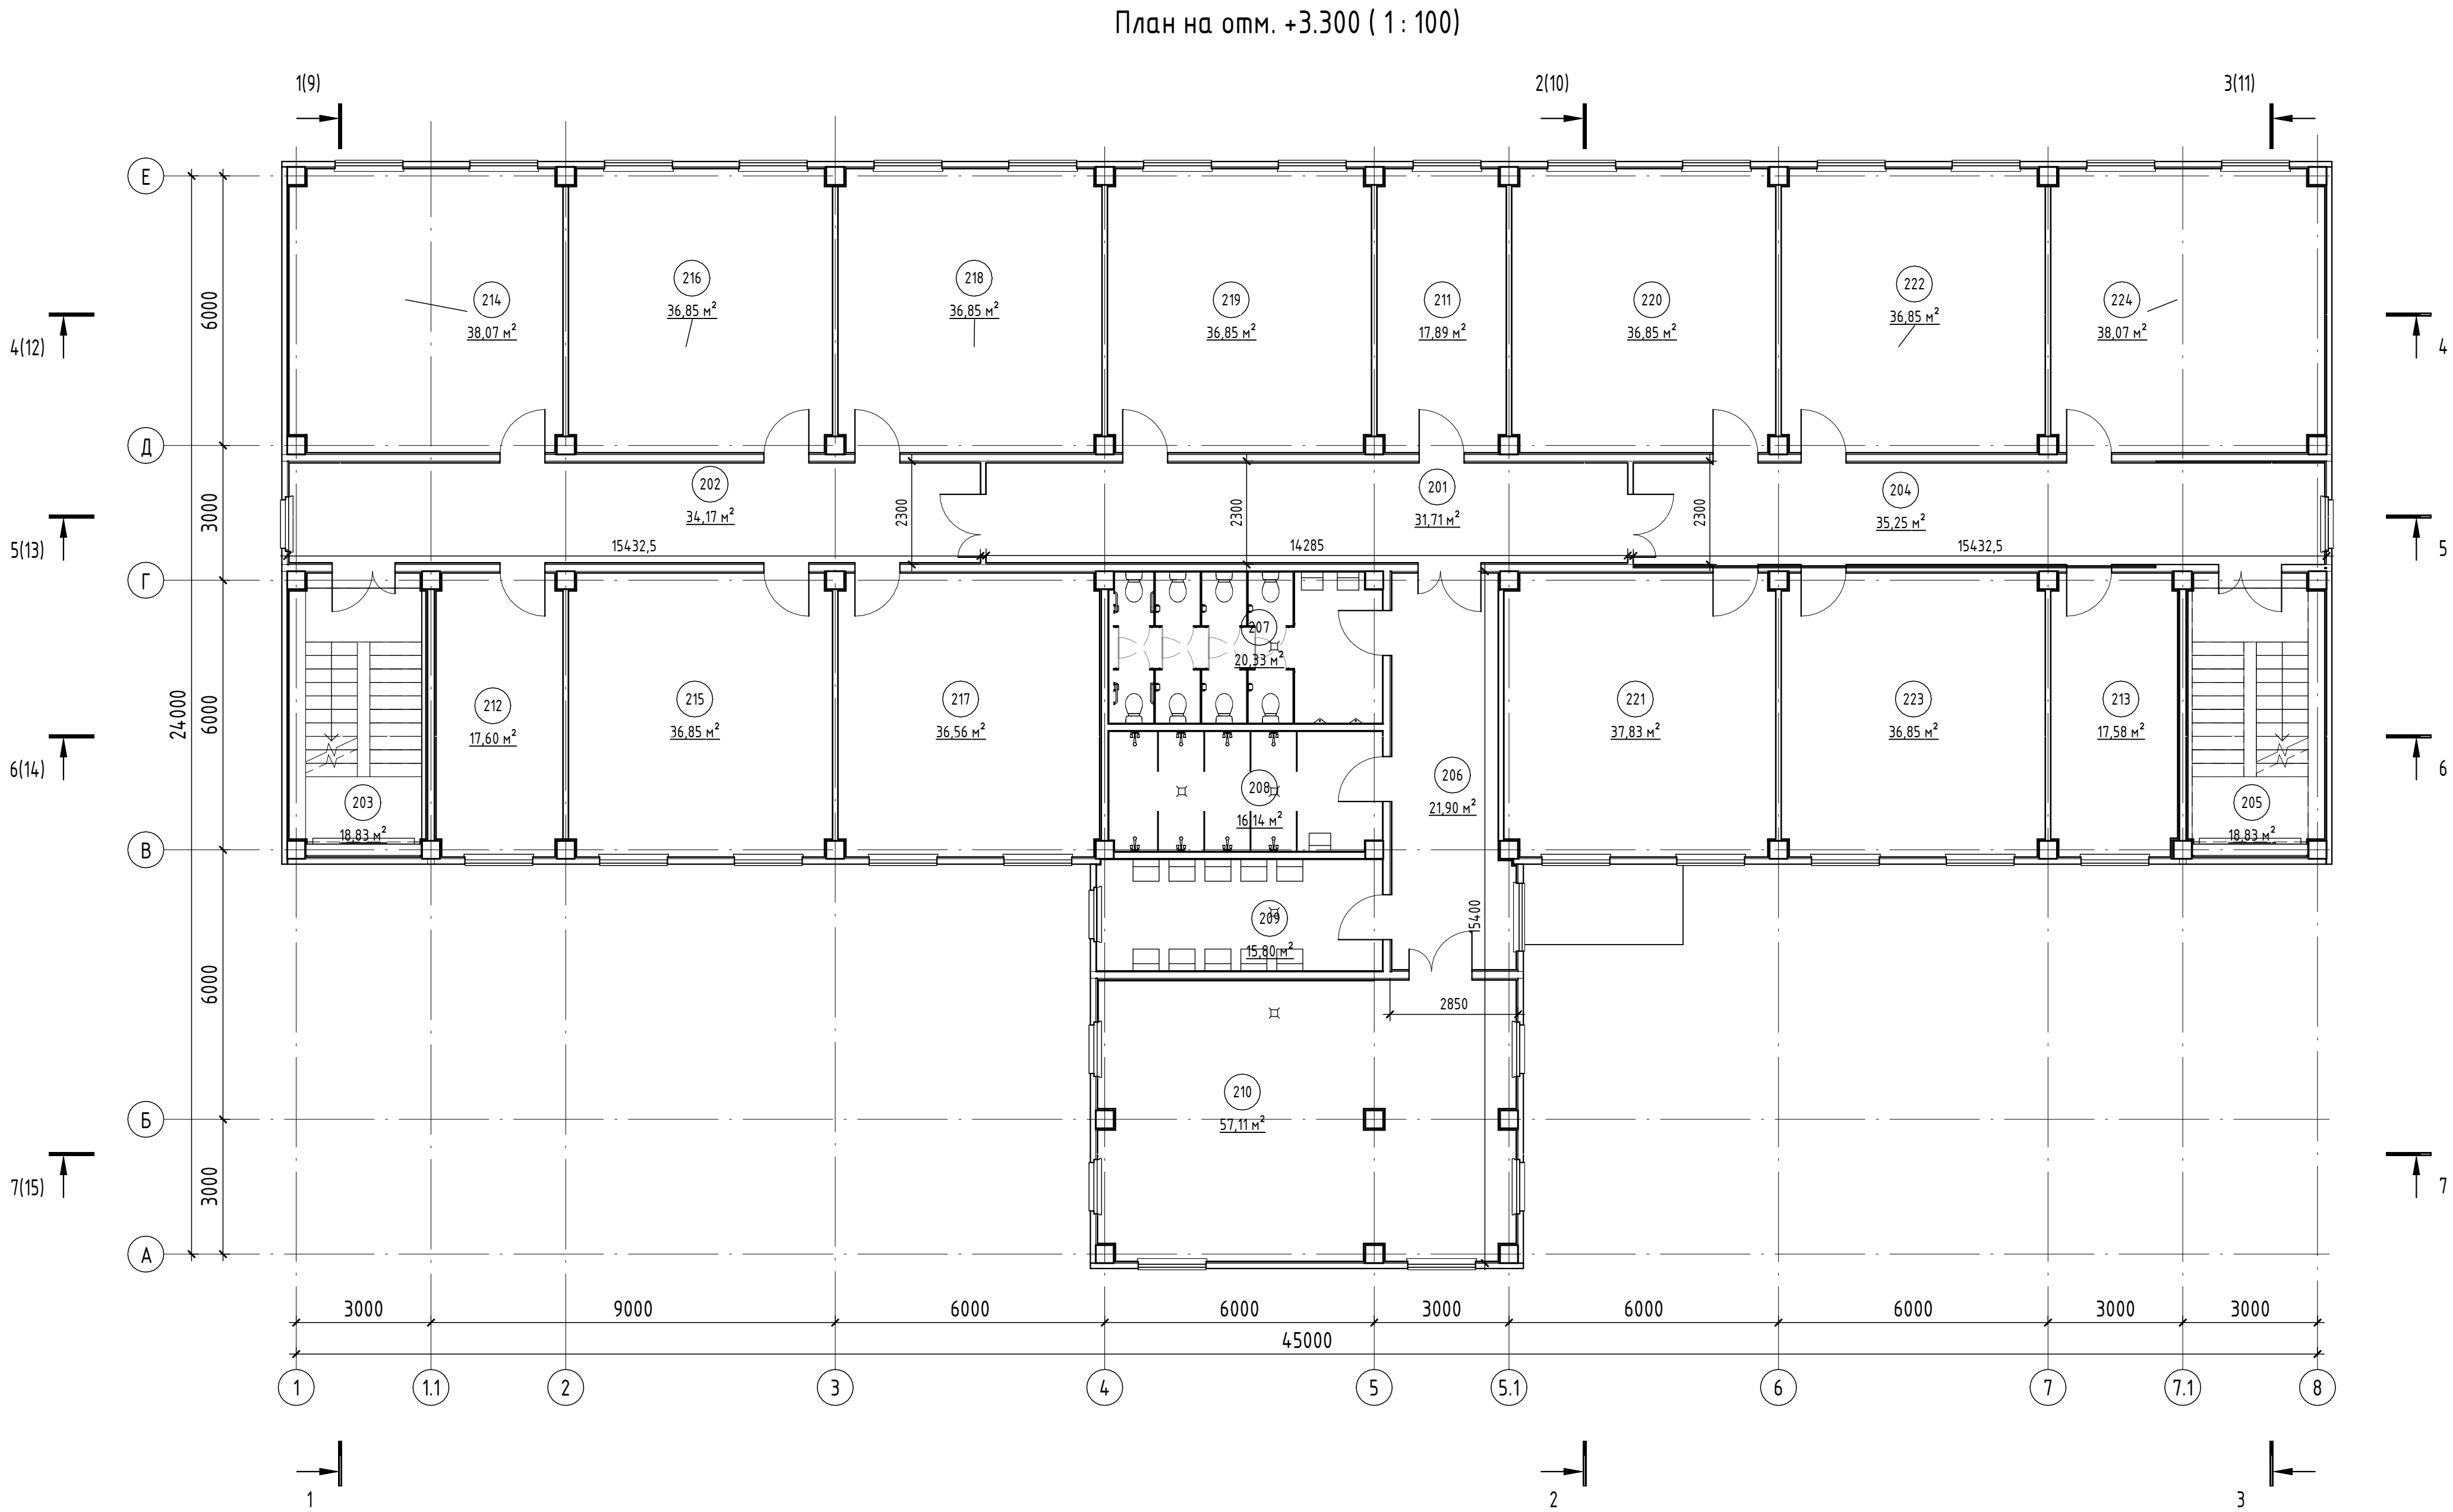 План на отм. +3.300 ( 1 : 100)
1(9)
2(10)
3(11)
Е
6000
214
38,07 м²
216
36,85 м²
218
36,85 м²
219
36,85 м²
211
17,89 м²
220
36,85 м²
222
36,85 м²
224
38,07 м²
4(12)
4
Д
3000
202
34,17 м²
2300
2300
201
31,71 м²
2300
204
35,25 м²
5(13)
15432,5
14285
15432,5
5
Г
24000
6000
207
20,33 м²
212
17,60 м²
215
36,85 м²
217
36,56 м²
221
37,83 м²
223
36,85 м²
213
17,58 м²
6(14)
6
203
18,83 м²
208
16,14 м²
206
21,90 м²
205
18,83 м²
В
6000
209
15,80 м²
15400
2850
210
57,11 м²
Б
3000
7(15)
7
А
3000
9000
6000
6000
3000
6000
6000
3000
3000
45000
1
1.1
2
3
4
5
5.1
6
7
7.1
8
1
2
3